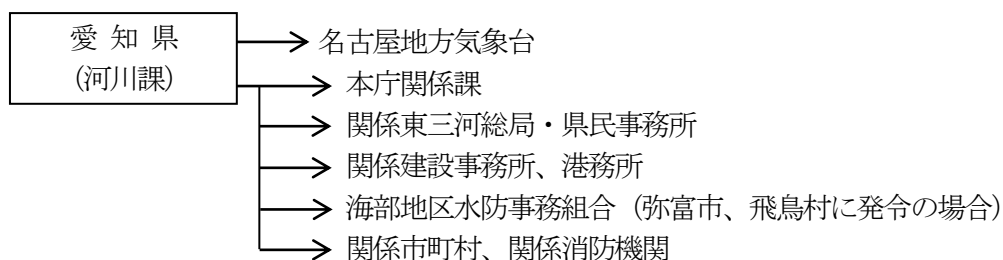 愛知県
(河川課)
名古屋地方気象台
本庁関係課
関係東三河総局・県民事務所
関係建設事務所、港務所
海部地区水防事務組合（弥富市、飛島村に発令の場合）
関係市町村、関係消防機関